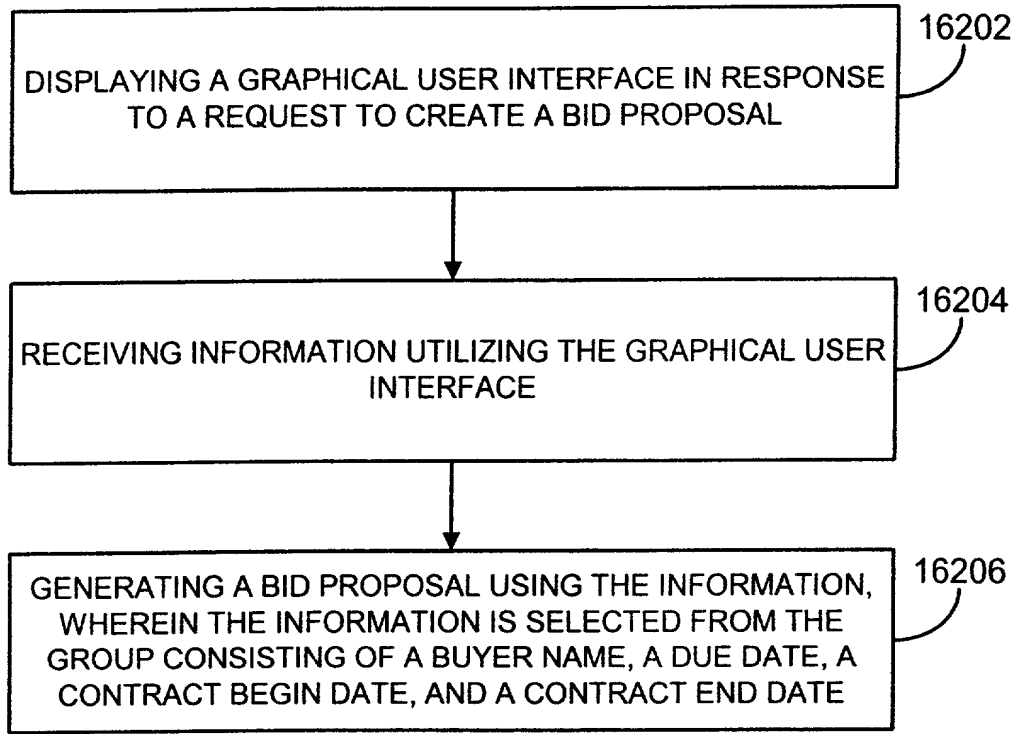 16202
DISPLAYING A GRAPHICAL USER INTERFACE IN RESPONSE
TO A REQUEST TO CREATE A BID PROPOSAL
16204
RECEIVING INFORMATION UTILIZING THE GRAPHICAL USER
INTERFACE
16206
GENERATING A BID PROPOSAL USING THE INFORMATION,
WHEREIN THE INFORMATION IS SELECTED FROM THE
GROUP CONSISTING OF A BUYER NAME, A DUE DATE, A
CONTRACT BEGIN DATE, AND A CONTRACT END DATE